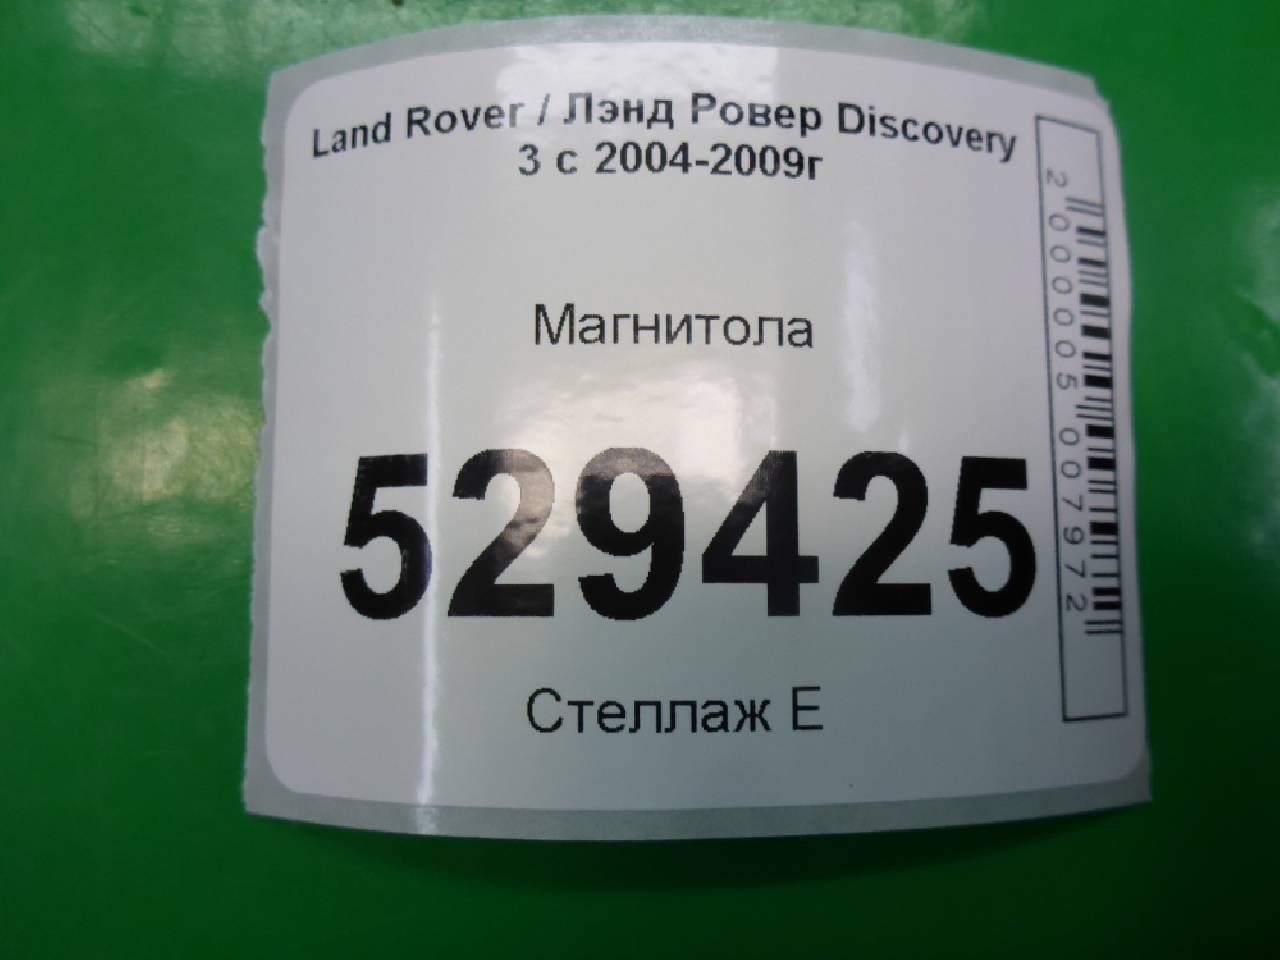 Land Rover / Лэнд Ровер Discovery
3 с 2004-2009г
Магнитола
529425
Стеллаж Е
2000005007972